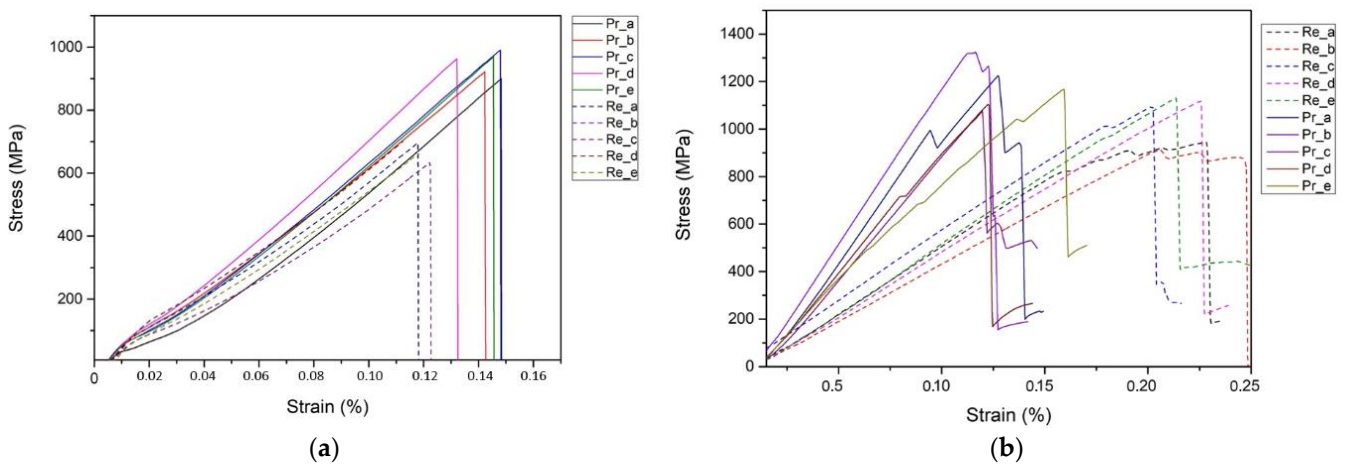 1000
800
600
400
200
0
0.02
0.04
0.06
0.08
0.10
0.12
0.14
0.16
Stress (MPa)
Strain (%)
Pr_a
Pr_b
Pr_c
Pr_d
Pr_e
Re_a
Re_b
Re_c
Re_d
Re_e
(a)
1400
1200
1000
800
600
400
200
0
0.5
0.10
0.15
0.20
0.25
Stress (MPa)
Strain (%)
Re_a
Re_b
Re_c
Re_d
Re_e
Pr_a
Pr_b
Pr_c
Pr_d
Pr_e
(b)